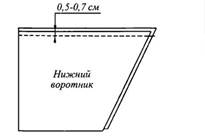 0,5-0,7 см
Нижний
воротник